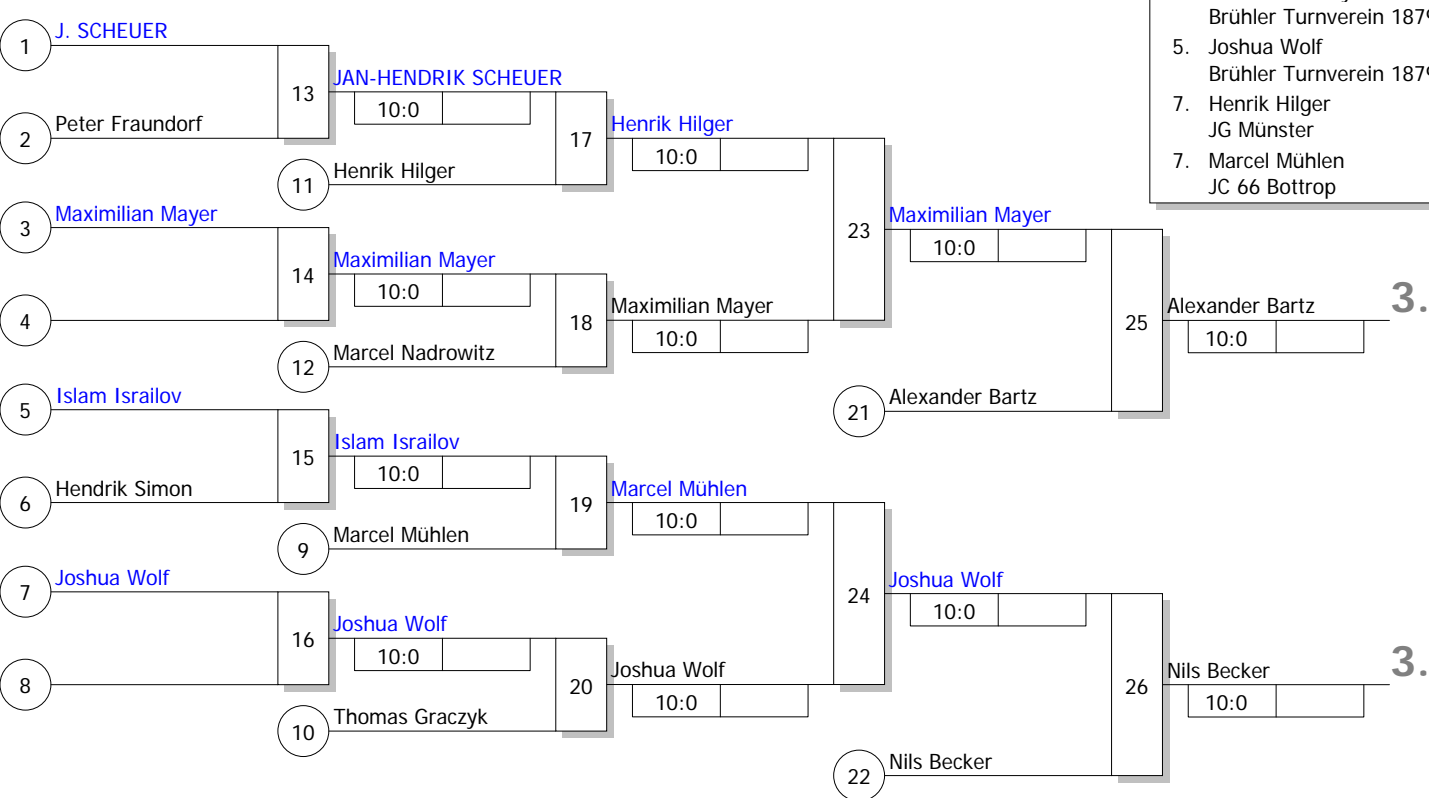 Brühler Turnverein 1879
5. Joshua Wolf
Brühler Turnverein 1879
7. Henrik Hilger
JG Münster
7. Marcel Mühlen
JC 66 Bottrop
1 J. SCHEUER
13 JAN-HENDRIK SCHEUER
10:0
2 Peter Fraundorf
17 Henrik Hilger
10:0
11 Henrik Hilger
3 Maximilian Mayer
23 Maximilian Mayer
10:0
14 Maximilian Mayer
10:0
4
18 Maximilian Mayer
10:0
25 Alexander Bartz 3.
10:0
12 Marcel Nadrowitz
5 Islam Israilov
21 Alexander Bartz
15 Islam Israilov
10:0
6 Hendrik Simon
19 Marcel Mühlen
10:0
9 Marcel Mühlen
7 Joshua Wolf
24 Joshua Wolf
10:0
16 Joshua Wolf
10:0
8
20 Joshua Wolf
10:0
26 Nils Becker 3.
10:0
10 Thomas Graczyk
22 Nils Becker